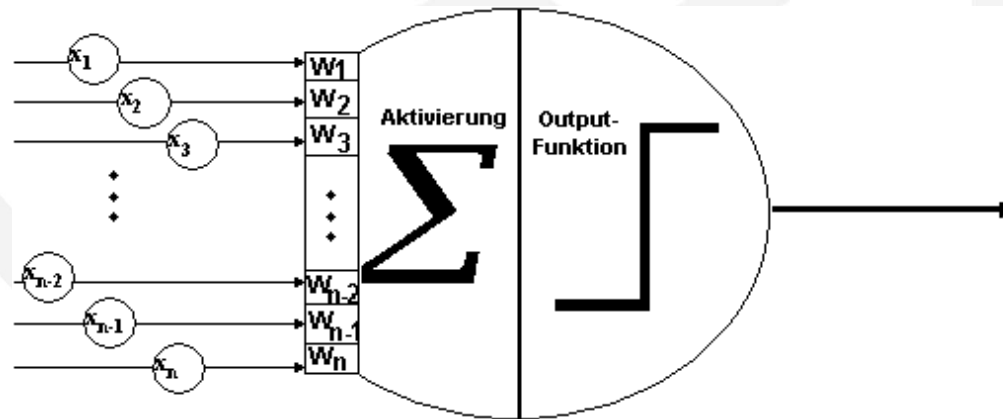 x1
W1
x2
W2
x3
W3
Aktivierung
Output-
Funktion
Σ
xn-2
Wn-2
xn-1
Wn-1
xn
Wn